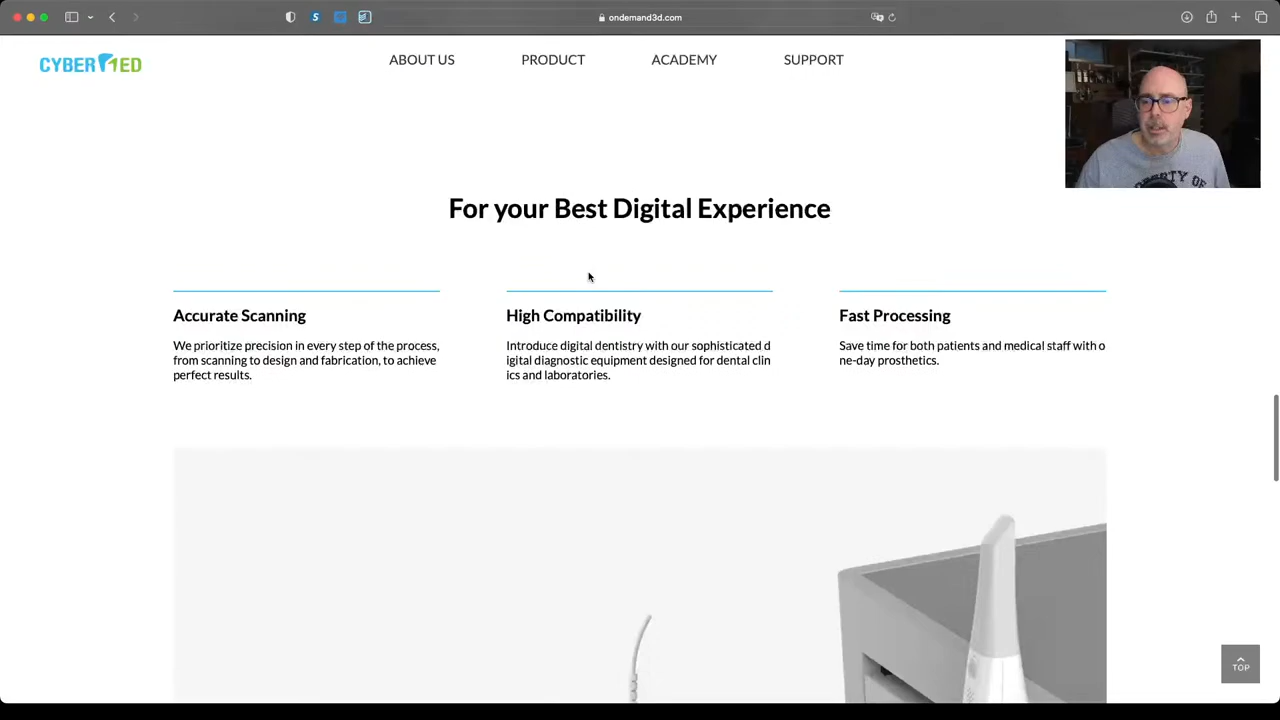 ondemand3d.com
CYBERMED
ABOUT US
PRODUCT
ACADEMY
SUPPORT
PROPERTY OF
For your Best Digital Experience
Accurate Scanning
We prioritize precision in every step of the process,
from scanning to design and fabrication, to achieve
perfect results.
High Compatibility
Introduce digital dentistry with our sophisticated d
igital diagnostic equipment designed for dental clin
ics and laboratories.
Fast Processing
Save time for both patients and medical staff with o
ne-day prosthetics.
TOP